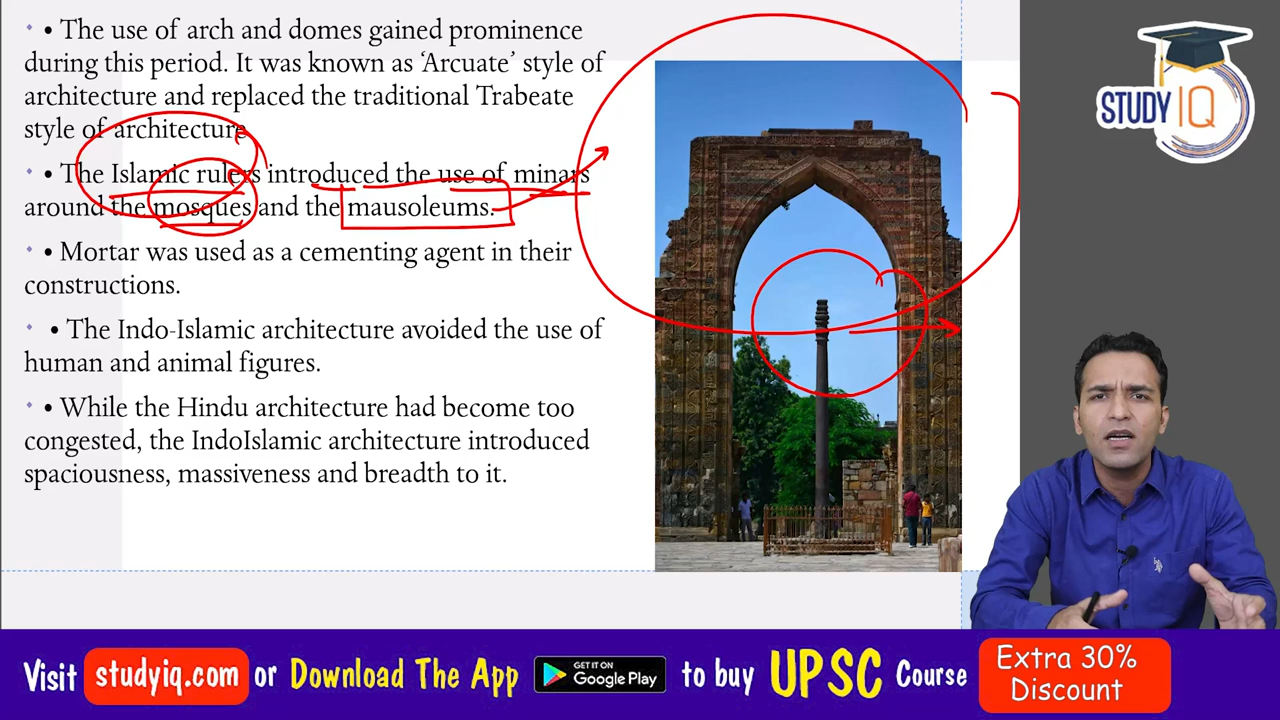 • The use of arch and domes gained prominence
during this period. It was known as ‘Arcuate’ style of
architecture and replaced the traditional Trabeate
style of architecture
• The Islamic rulers introduced the use of minars
around the mosques and the mausoleums.
• Mortar was used as a cementing agent in their
constructions.
• The Indo-Islamic architecture avoided the use of
human and animal figures.
• While the Hindu architecture had become too
congested, the IndoIslamic architecture introduced
spaciousness, massiveness and breadth to it.
STUDY IQ
Visit studyiq.com or Download The App GET IT ON Google Play to buy UPSC Course
Extra 30%
Discount